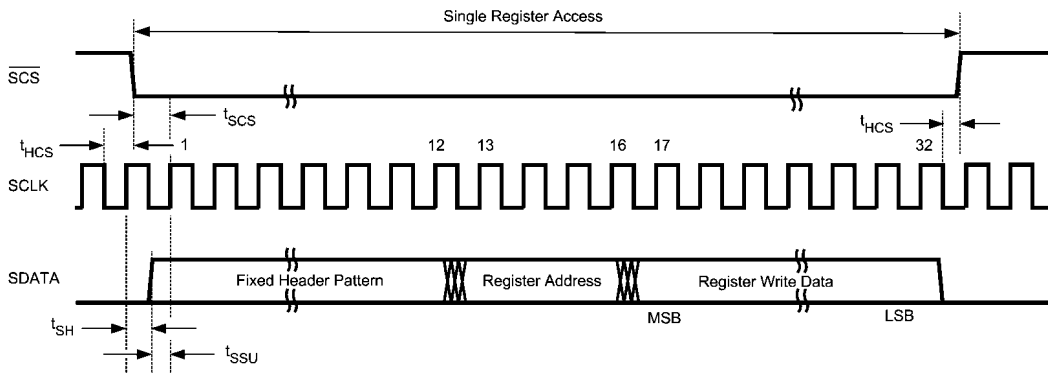 Single Register Access
SCS
tSCS
tHCS
tHCS
1
12
13
16
17
32
SCLK
SDATA
Fixed Header Pattern
Register Address
Register Write Data
MSB
LSB
tSH
tSSU